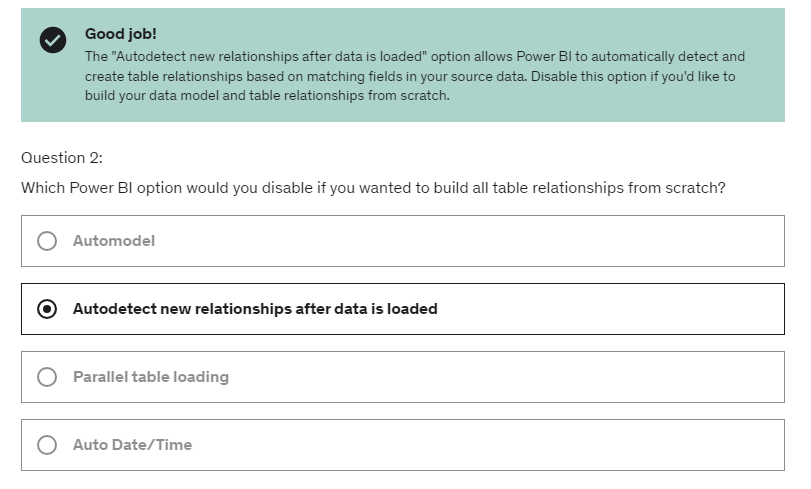 Good job!
The "Autodetect new relationships after data is loaded" option allows Power BI to automatically detect and
create table relationships based on matching fields in your source data. Disable this option if you'd like to
build your data model and table relationships from scratch.
Question 2:
Which Power BI option would you disable if you wanted to build all table relationships from scratch?
Automodel
Autodetect new relationships after data is loaded
Parallel table loading
Auto Date/Time